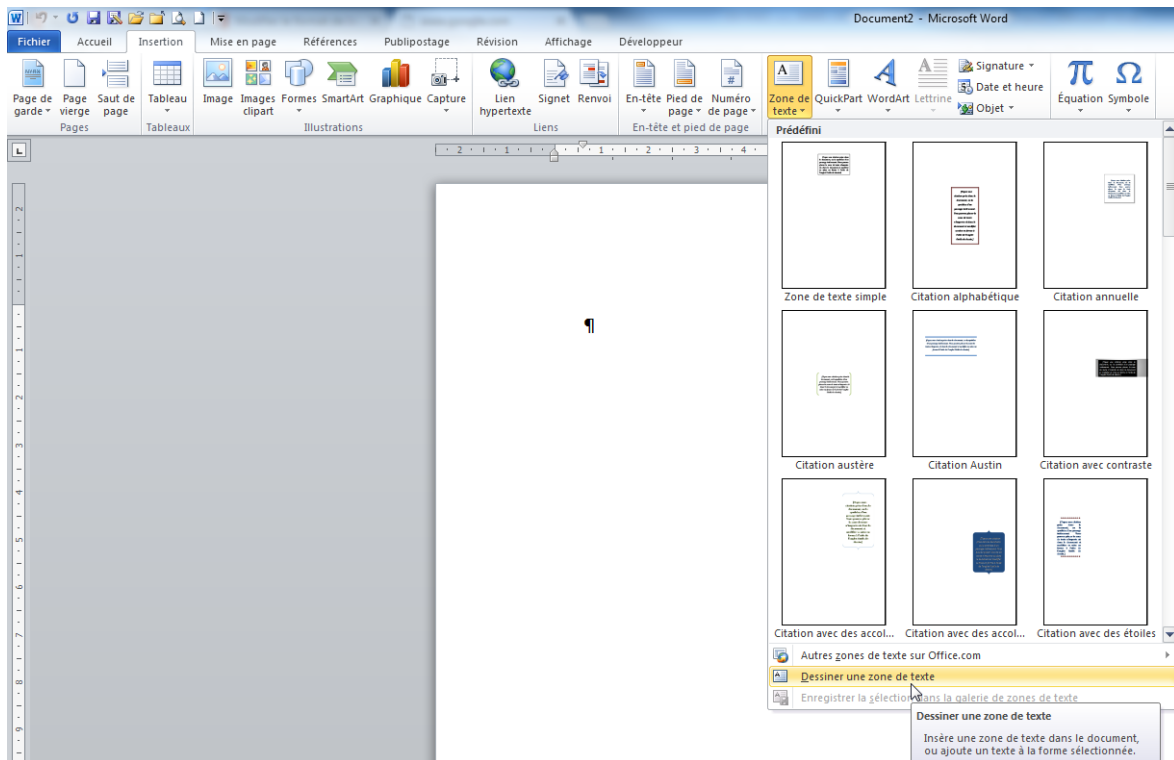 Document2 - Microsoft Word
Fichier Accueil Insertion Mise en page Références Publipostage Révision Affichage Développeur
Page de garde
Page vierge
Saut de page
Tableau
Image
Images clipart
Formes
SmartArt
Graphique
Capture
Lien hypertexte
Signet
Renvoi
En-tête
Pied de page
Numéro de page
Zone de texte
QuickPart
WordArt
Lettrine
Signature
Date et heure
Objet
Équation
Symbole
Pages Tableaux Illustrations Liens En-tête et pied de page
Prédéfini
2 1 1 2 3 4
¶
Zone de texte simple Citation alphabétique Citation annuelle
Citation austère Citation Austin Citation avec contraste
Citation avec des accol... Citation avec des accol... Citation avec des étoiles
Autres zones de texte sur Office.com
Dessiner une zone de texte
Enregistrer la sélection dans la galerie de zones de texte
Dessiner une zone de texte
Insère une zone de texte dans le document,
ou ajoute un texte à la forme sélectionnée.